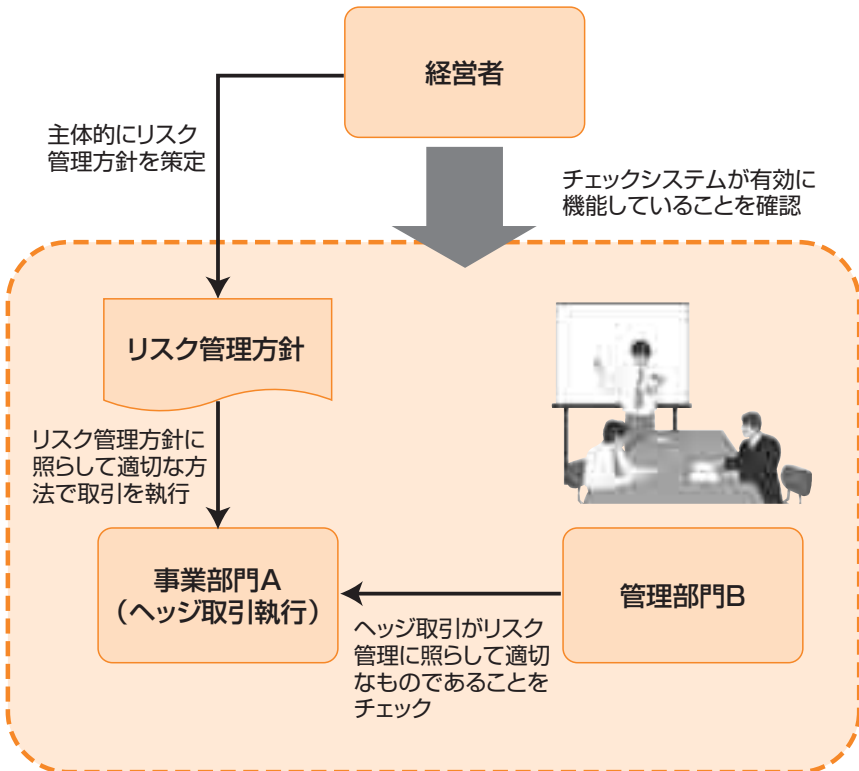 経営者
主体的にリスク
管理方針を策定
チェックシステムが有効に
機能していることを確認
リスク管理方針
リスク管理方針に
照らして適切な方
法で取引を執行
事業部門A
（ヘッジ取引執行）
管理部門B
ヘッジ取引がリスク
管理に照らして適切
なものであることを
チェック